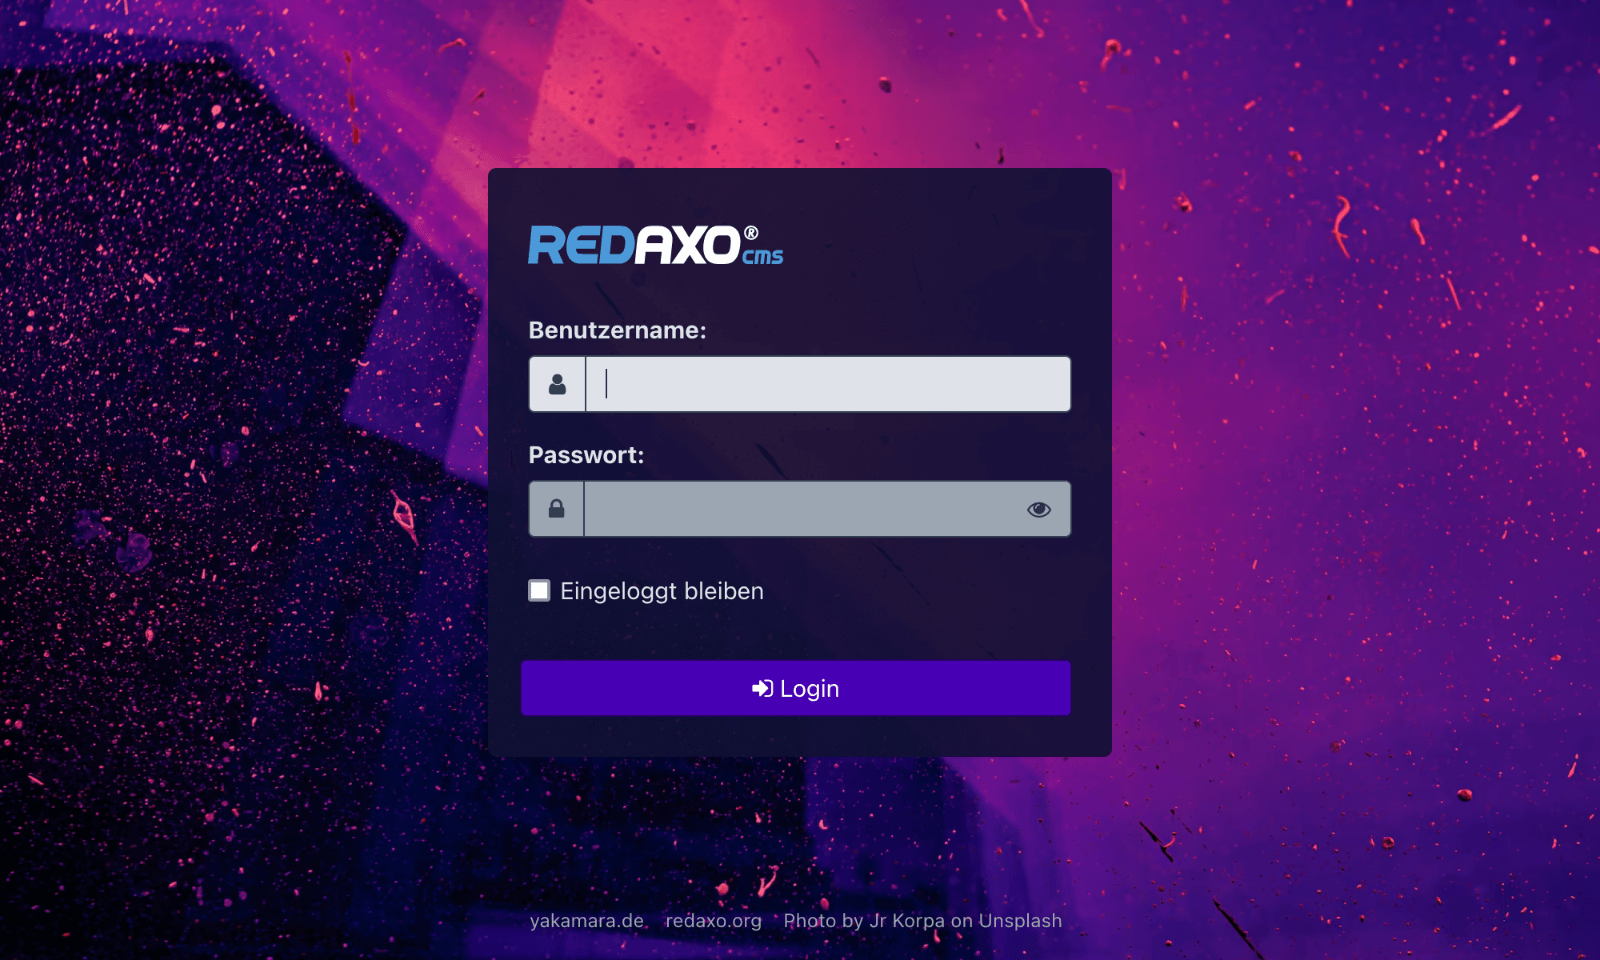 REDAXO® cms
Benutzername:
Passwort:
Eingeloggt bleiben
Login
yakamara.de redaxo.org Photo by Jr Korpa on Unsplash